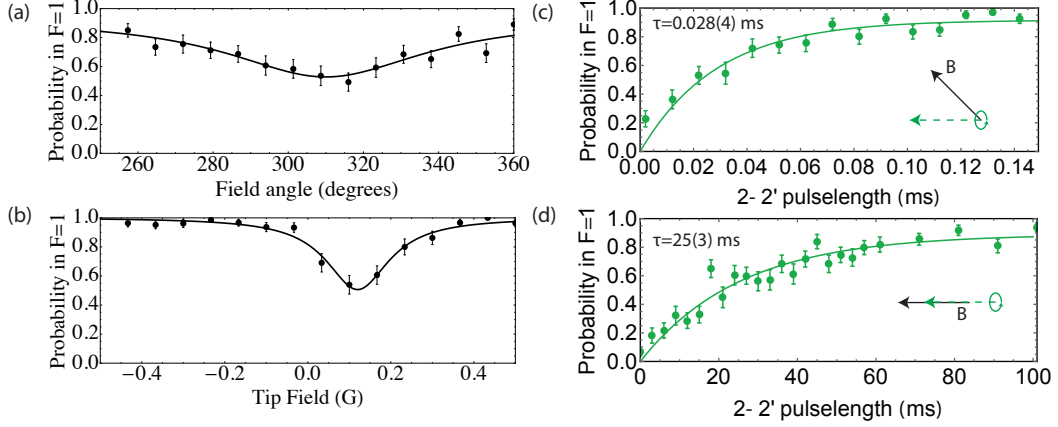 (a)
Probability in F=1
1.0
0.8
0.6
0.4
0.2
0.0
260 280 300 320 340 360
Field angle (degrees)
(b)
Probability in F=1
1.0
0.8
0.6
0.4
0.2
0.0
−0.4 −0.2 0.0 0.2 0.4
Tip Field (G)
(c)
Probability in F=1
1.0
0.8
0.6
0.4
0.2
0.0
τ=0.028(4) ms
B
0.00 0.02 0.04 0.06 0.08 0.10 0.12 0.14
2- 2' pulselength (ms)
(d)
Probability in F=1
1.0
0.8
0.6
0.4
0.2
0.0
τ=25(3) ms
B
0 20 40 60 80 100
2- 2' pulselength (ms)